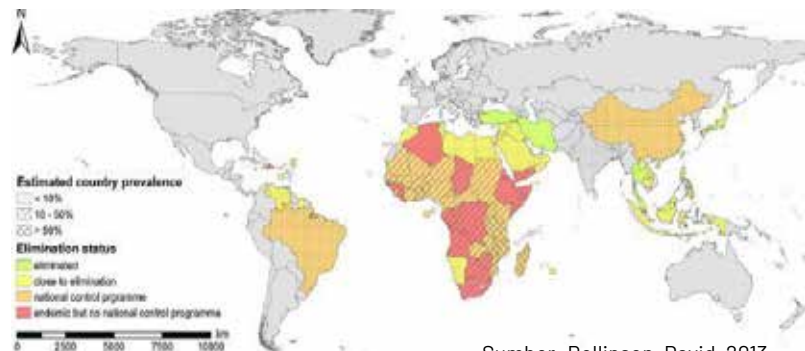 N
Estimated country prevalence
< 10%
10 - 50%
> 50%
Elimination status
eliminated
close to elimination
national control prgramme
endemic but no national control programme
km
0 2500 5000 7500 10000
Sumber: Rollinson, David, 2013